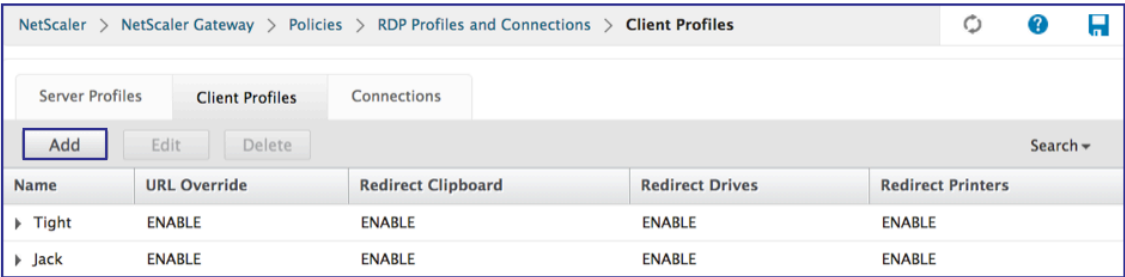 NetScaler > NetScaler Gateway > Policies > RDP Profiles and Connections > Client Profiles
Server Profiles Client Profiles Connections
Add Edit Delete Search
Name URL Override Redirect Clipboard Redirect Drives Redirect Printers
Tight ENABLE ENABLE ENABLE ENABLE
Jack ENABLE ENABLE ENABLE ENABLE